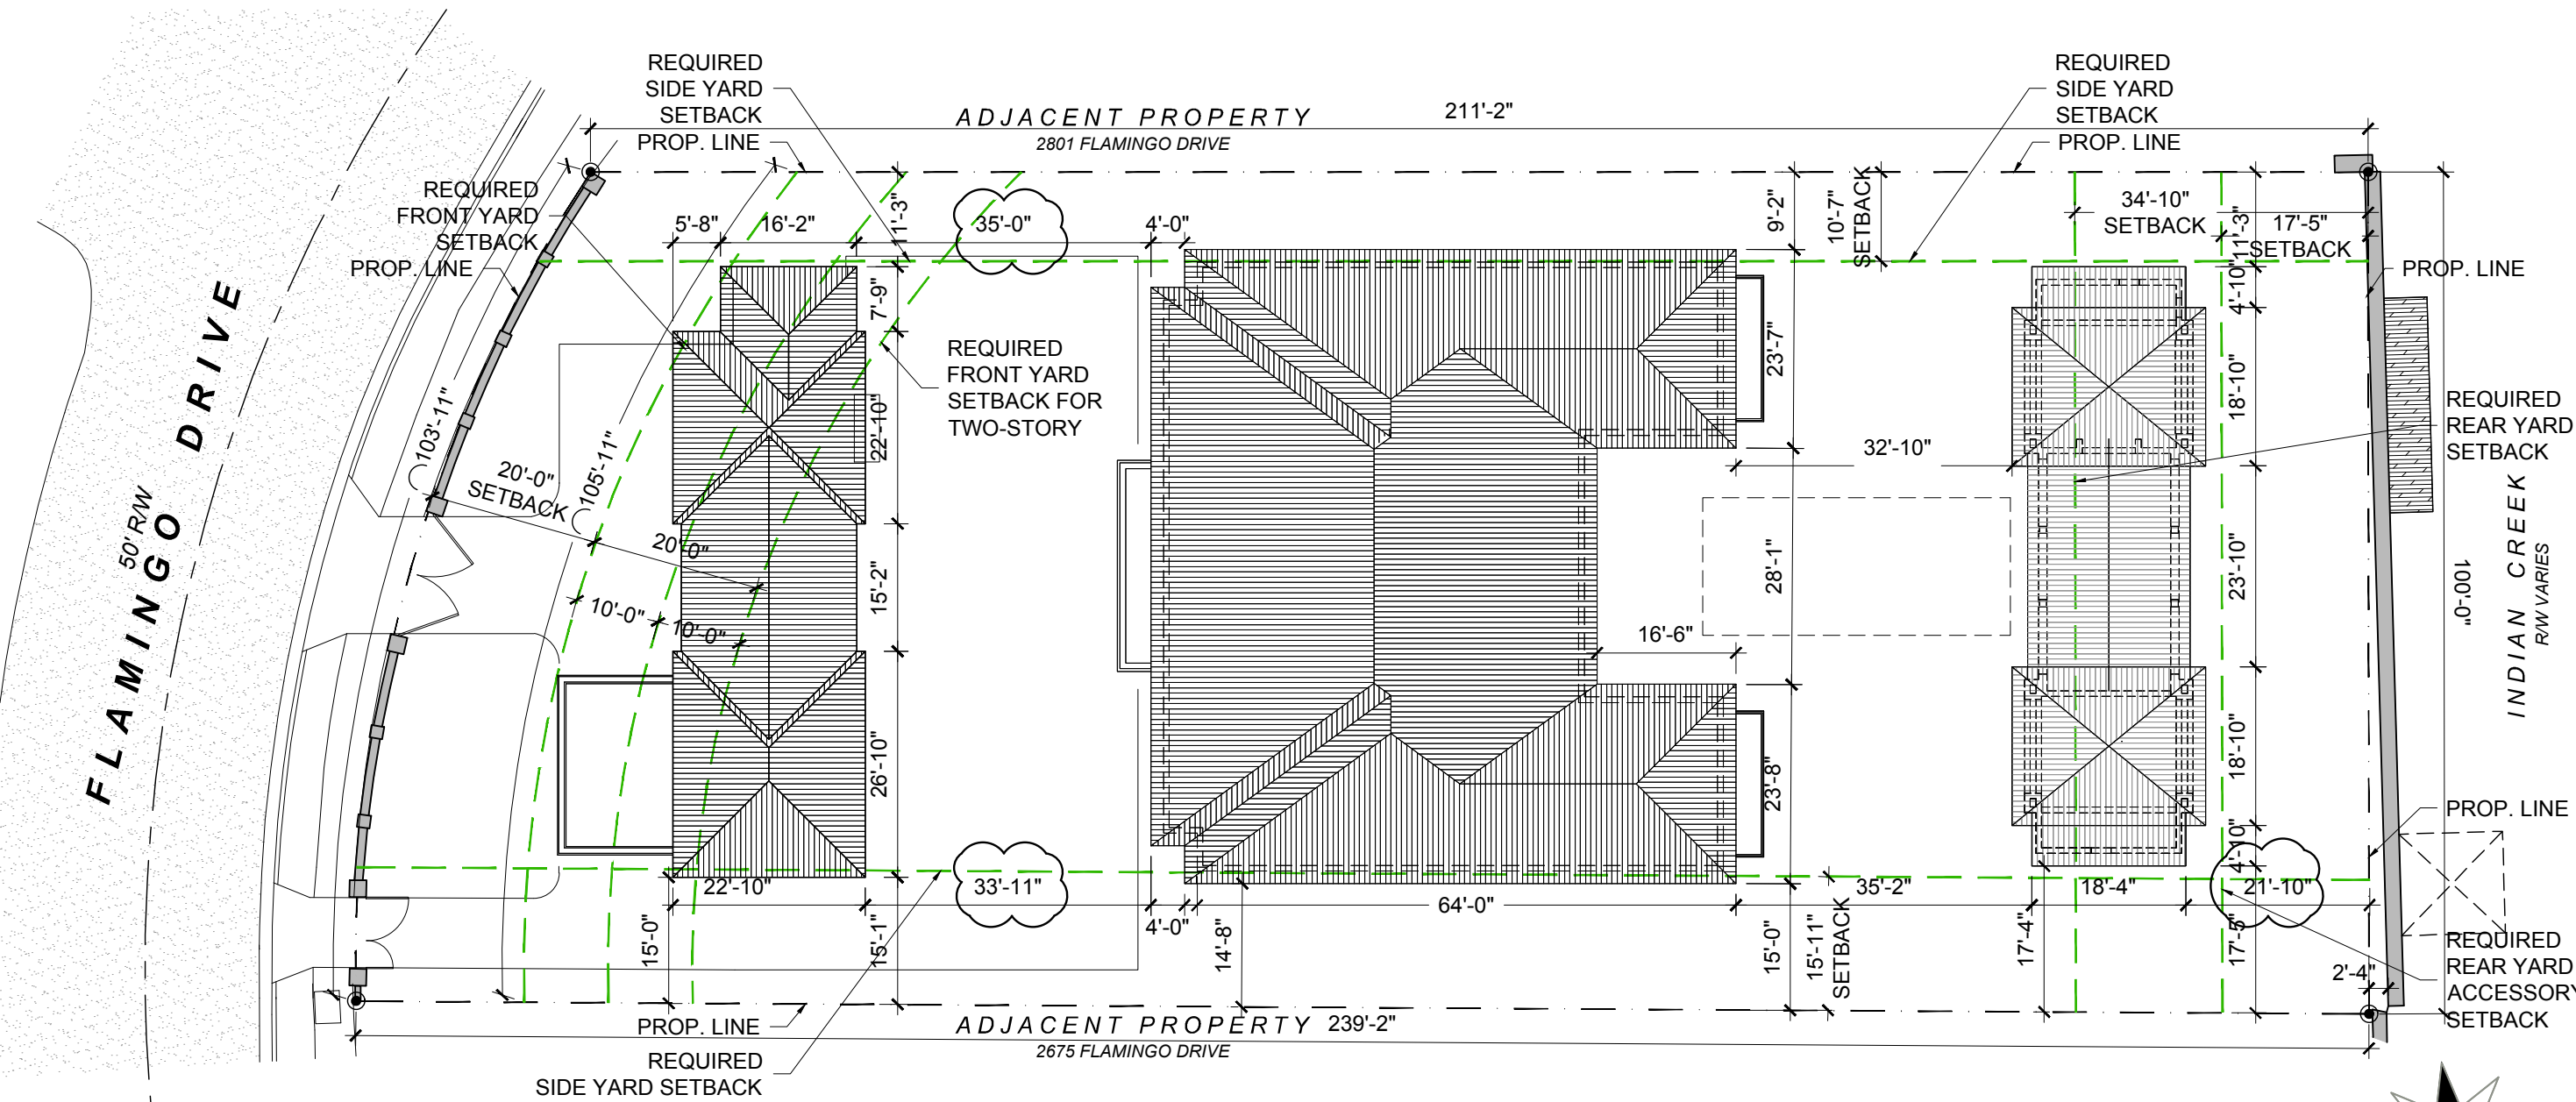 REQUIRED
SIDE YARD
SETBACK
PROP. LINE
ADJACENT PROPERTY
2801 FLAMINGO DRIVE
211'-2"
REQUIRED
SIDE YARD
SETBACK
PROP. LINE
REQUIRED
FRONT YARD
SETBACK
PROP. LINE
5'-8"
16'-2"
11'-3"
35'-0"
4'-0"
9'-2"
10'-7"
SETBACK
34'-10"
SETBACK
11'-3"
17'-5"
SETBACK
PROP. LINE
7'-9"
4'-10"
REQUIRED
FRONT YARD
SETBACK FOR
TWO-STORY
22'-10"
23'-7"
18'-10"
REQUIRED
REAR YARD
SETBACK
FLAMINGO DRIVE
50' R/W
103'-11"
20'-0"
SETBACK
105'-11"
20'-0"
32'-10"
INDIAN CREEK
R/W VARIES
100'-0"
10'-0"
10'-0"
15'-2"
28'-1"
16'-6"
23'-10"
26'-10"
23'-8"
18'-10"
PROP. LINE
4'-10"
22'-10"
33'-11"
35'-2"
18'-4"
21'-10"
64'-0"
4'-0"
15'-0"
15'-1"
14'-8"
15'-0"
15'-11"
SETBACK
17'-4"
17'-5"
2'-4"
REQUIRED
REAR YARD
ACCESSORY
SETBACK
PROP. LINE
ADJACENT PROPERTY
239'-2"
2675 FLAMINGO DRIVE
REQUIRED
SIDE YARD SETBACK